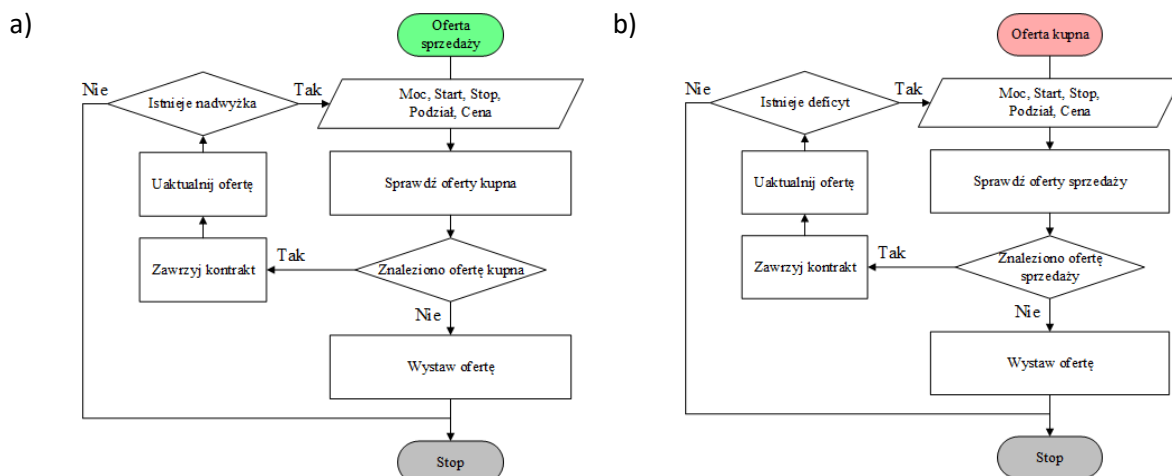 a)
Oferta
sprzedaży
Nie
Istnieje nadwyżka
Tak
Moc, Start, Stop,
Podział, Cena
Uaktualnij ofertę
Sprawdź oferty kupna
Zawrzyj kontrakt
Tak
Znaleziono ofertę kupna
Nie
Wystaw ofertę
Stop
b)
Oferta kupna
Nie
Istnieje deficyt
Tak
Moc, Start, Stop,
Podział, Cena
Uaktualnij ofertę
Sprawdź oferty sprzedaży
Zawrzyj kontrakt
Tak
Znaleziono ofertę
sprzedaży
Nie
Wystaw ofertę
Stop